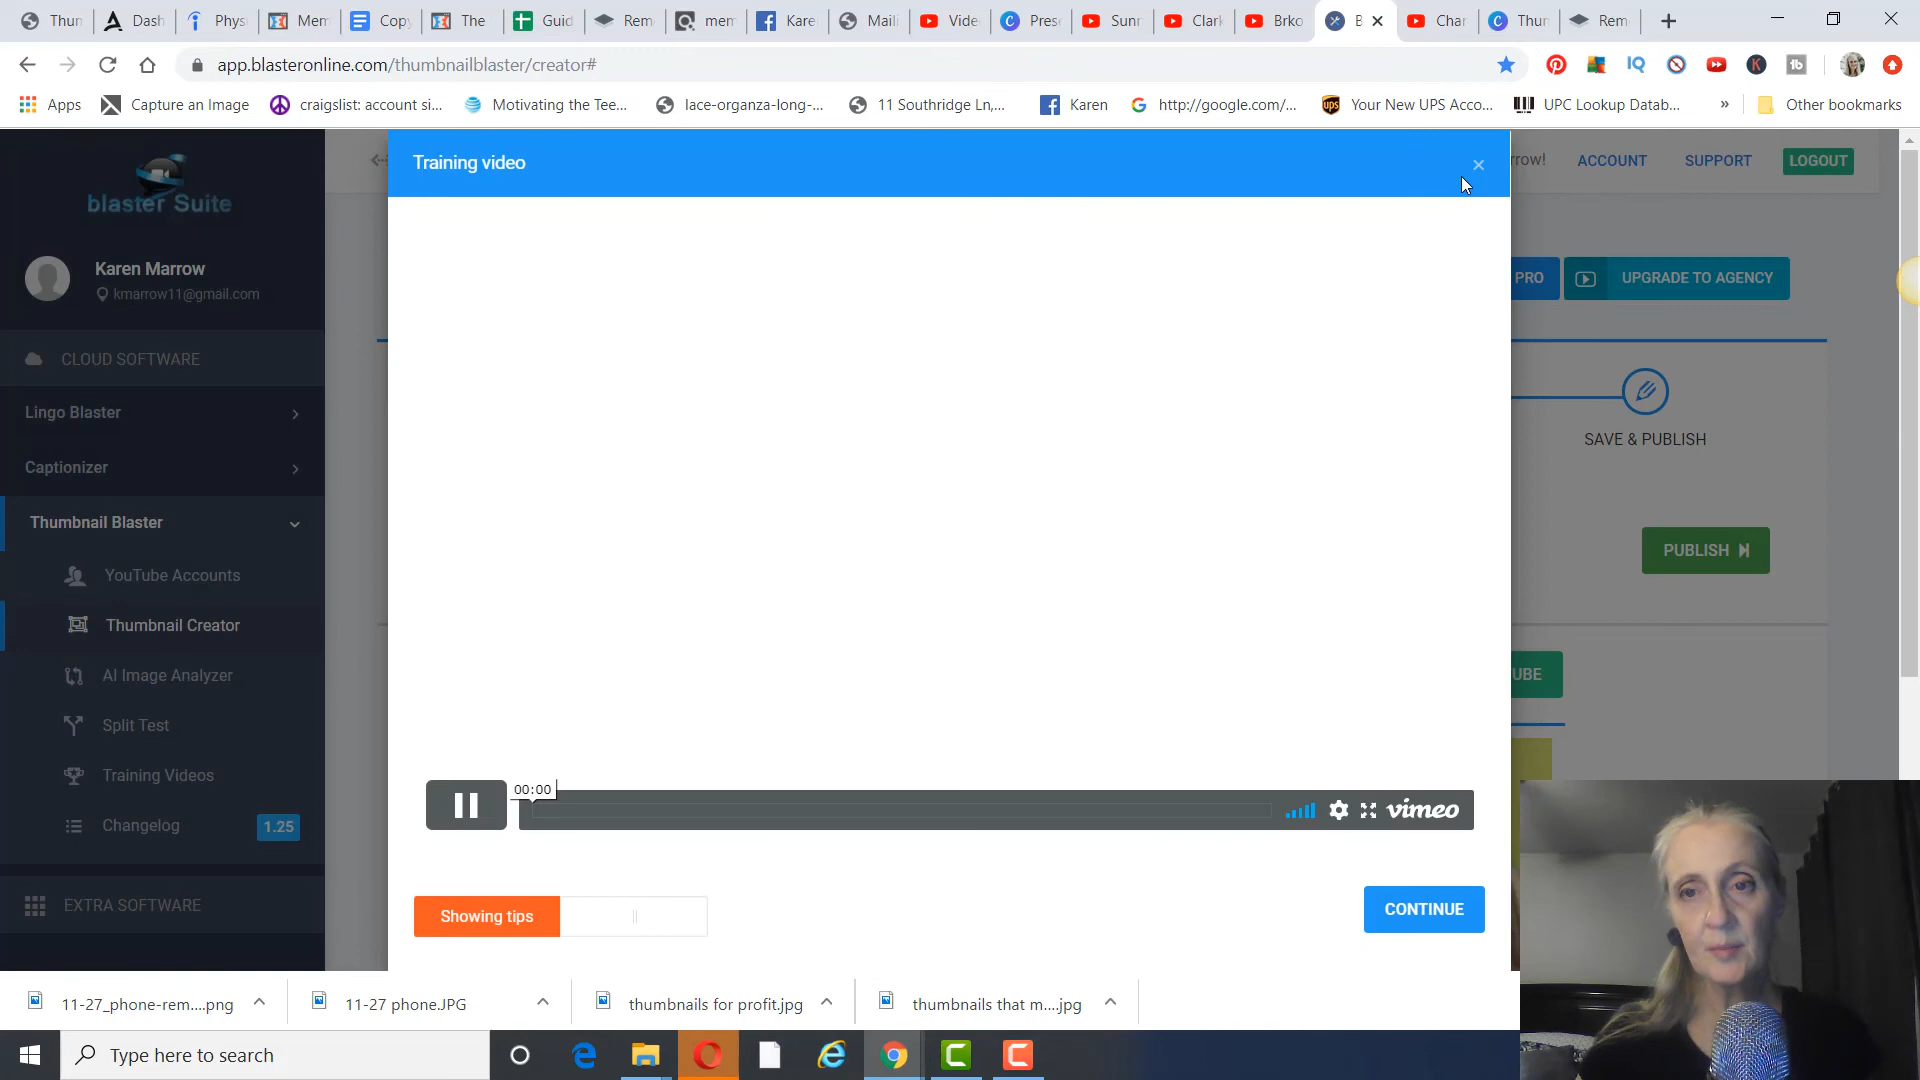 Thun
Dash
Phys
Mem
Copy
The
Guid
Rem
mem
Kare
Maili
Vide
Pres
Sunr
Clark
Brko
B
Char
Thun
Rem
app.blasteronline.com/thumbnailblaster/creator#
Apps
Capture an Image
craigslist: account si...
Motivating the Tee...
lace-organza-long-...
11 Southridge Ln,...
Karen
http://google.com/...
Your New UPS Acco...
UPC Lookup Datab...
»
Other bookmarks
blaster Suite
Training video
rrow!
ACCOUNT
SUPPORT
LOGOUT
Karen Marrow
kmarrow11@gmail.com
PRO
UPGRADE TO AGENCY
CLOUD SOFTWARE
Lingo Blaster
Captionizer
SAVE & PUBLISH
Thumbnail Blaster
PUBLISH
YouTube Accounts
Thumbnail Creator
AI Image Analyzer
UBE
Split Test
Training Videos
Changelog
1.25
00:00
vimeo
EXTRA SOFTWARE
Showing tips
CONTINUE
11-27_phone-rem....png
11-27 phone.JPG
thumbnails for profit.jpg
thumbnails that m....jpg
Type here to search